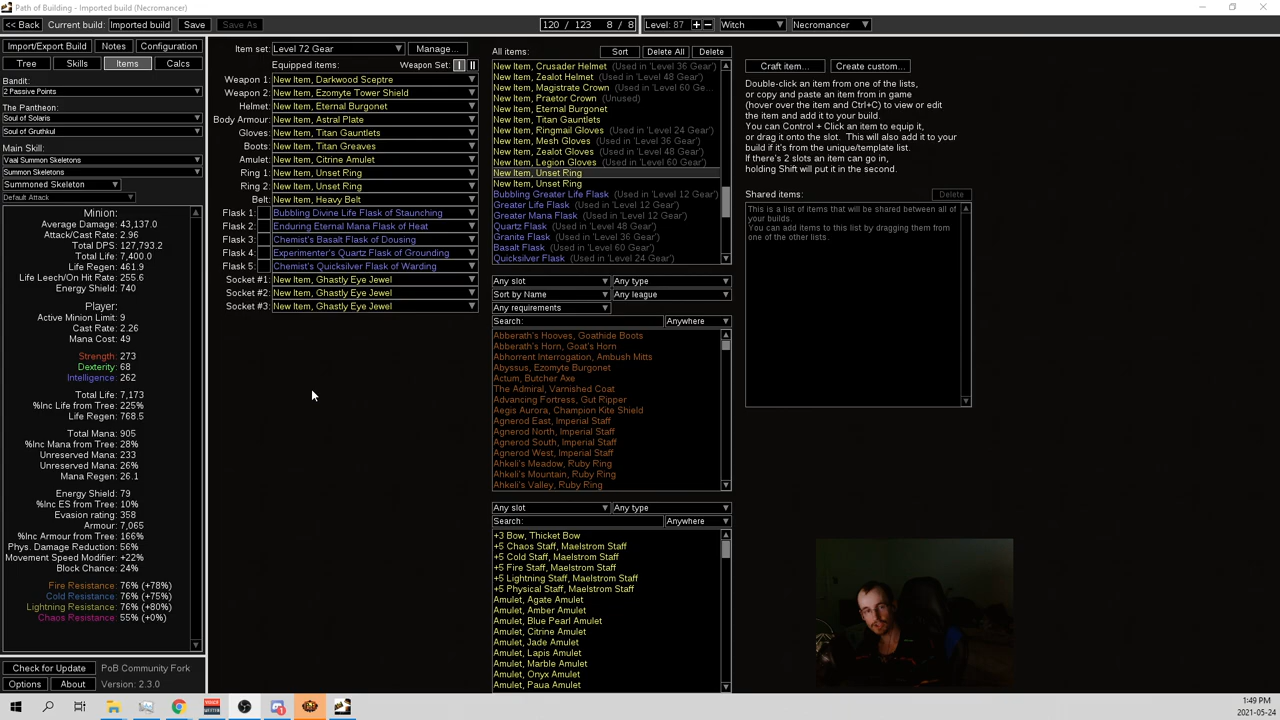 Path of Building - Imported build (Necromancer)
<< Back
Current build: Imported build
Save
Save As
120 / 123 8 / 8
Level: 87
+
Witch
Necromancer
Import/Export Build
Notes
Configuration
Tree
Skills
Items
Calcs
Bandit:
2 Passive Points
The Pantheon:
Soul of Solaris
Soul of Gruthkul
Main Skill:
Vaal Summon Skeletons
Summon Skeletons
Summoned Skeleton
Default Attack
Minion:
Average Damage: 43,137.0
Attack/Cast Rate: 2.96
Total DPS: 127,793.2
Total Life: 7,400.0
Life Regen: 461.9
Life Leech/On Hit Rate: 255.6
Energy Shield: 740
Player:
Active Minion Limit: 9
Cast Rate: 2.26
Mana Cost: 49
Strength: 273
Dexterity: 68
Intelligence: 262
Total Life: 7,173
%Inc Life from Tree: 225%
Life Regen: 768.5
Total Mana: 905
%Inc Mana from Tree: 28%
Unreserved Mana: 233
Unreserved Mana: 26%
Mana Regen: 26.1
Energy Shield: 79
%Inc ES from Tree: 10%
Evasion rating: 358
Armour: 7,065
%Inc Armour from Tree: 166%
Phys. Damage Reduction: 56%
Movement Speed Modifier: +22%
Block Chance: 24%
Fire Resistance: 76% (+78%)
Cold Resistance: 76% (+75%)
Lightning Resistance: 76% (+80%)
Chaos Resistance: 55% (+0%)
Check for Update
PoB Community Fork
Options
About
Version: 2.3.0
Item set: Level 72 Gear
Manage...
Equipped items:
Weapon Set: I II
Weapon 1: New Item, Darkwood Sceptre
Weapon 2: New Item, Ezomyte Tower Shield
Helmet: New Item, Eternal Burgonet
Body Armour: New Item, Astral Plate
Gloves: New Item, Titan Gauntlets
Boots: New Item, Titan Greaves
Amulet: New Item, Citrine Amulet
Ring 1: New Item, Unset Ring
Ring 2: New Item, Unset Ring
Belt: New Item, Heavy Belt
Flask 1: Bubbling Divine Life Flask of Staunching
Flask 2: Enduring Eternal Mana Flask of Heat
Flask 3: Chemist's Basalt Flask of Dousing
Flask 4: Experimenter's Quartz Flask of Grounding
Flask 5: Chemist's Quicksilver Flask of Warding
Socket #1: New Item, Ghastly Eye Jewel
Socket #2: New Item, Ghastly Eye Jewel
Socket #3: New Item, Ghastly Eye Jewel
All items:
Sort
Delete All
Delete
New Item, Crusader Helmet (Used in 'Level 36 Gear')
New Item, Zealot Helmet (Used in 'Level 48 Gear')
New Item, Magistrate Crown (Used in 'Level 60 Ge
New Item, Praetor Crown (Unused)
New Item, Eternal Burgonet
New Item, Titan Gauntlets
New Item, Ringmail Gloves (Used in 'Level 24 Gear')
New Item, Mesh Gloves (Used in 'Level 36 Gear')
New Item, Zealot Gloves (Used in 'Level 48 Gear')
New Item, Legion Gloves (Used in 'Level 60 Gear')
New Item, Unset Ring
New Item, Unset Ring
Bubbling Greater Life Flask (Used in 'Level 12 Gear
Greater Life Flask (Used in 'Level 12 Gear')
Greater Mana Flask (Used in 'Level 12 Gear')
Quartz Flask (Used in 'Level 48 Gear')
Granite Flask (Used in 'Level 36 Gear')
Basalt Flask (Used in 'Level 60 Gear')
Quicksilver Flask (Used in 'Level 24 Gear')
Any slot
Any type
Sort by Name
Any league
Any requirements
Search:
Anywhere
Abberath's Hooves, Goathide Boots
Abberath's Horn, Goat's Horn
Abhorrent Interrogation, Ambush Mitts
Abyssus, Ezomyte Burgonet
Actum, Butcher Axe
The Admiral, Varnished Coat
Advancing Fortress, Gut Ripper
Aegis Aurora, Champion Kite Shield
Agnerod East, Imperial Staff
Agnerod North, Imperial Staff
Agnerod South, Imperial Staff
Agnerod West, Imperial Staff
Ahkeli's Meadow, Ruby Ring
Ahkeli's Mountain, Ruby Ring
Ahkeli's Valley, Ruby Ring
Any slot
Any type
Search:
Anywhere
+3 Bow, Thicket Bow
+5 Chaos Staff, Maelstrom Staff
+5 Cold Staff, Maelstrom Staff
+5 Fire Staff, Maelstrom Staff
+5 Lightning Staff, Maelstrom Staff
+5 Physical Staff, Maelstrom Staff
Amulet, Agate Amulet
Amulet, Amber Amulet
Amulet, Blue Pearl Amulet
Amulet, Citrine Amulet
Amulet, Jade Amulet
Amulet, Lapis Amulet
Amulet, Marble Amulet
Amulet, Onyx Amulet
Amulet, Paua Amulet
Craft item...
Create custom...
Double-click an item from one of the lists,
or copy and paste an item from in game
(hover over the item and Ctrl+C) to view or edit
the item and add it to your build.
You can Control + Click an item to equip it,
or drag it onto the slot. This will also add it to your
build if it's from the unique/template list.
If there's 2 slots an item can go in,
holding Shift will put it in the second.
Shared items:
Delete
This is a list of items that will be shared between all of
your builds.
You can add items to this list by dragging them from
one of the other lists.
1:49 PM
2021-05-24